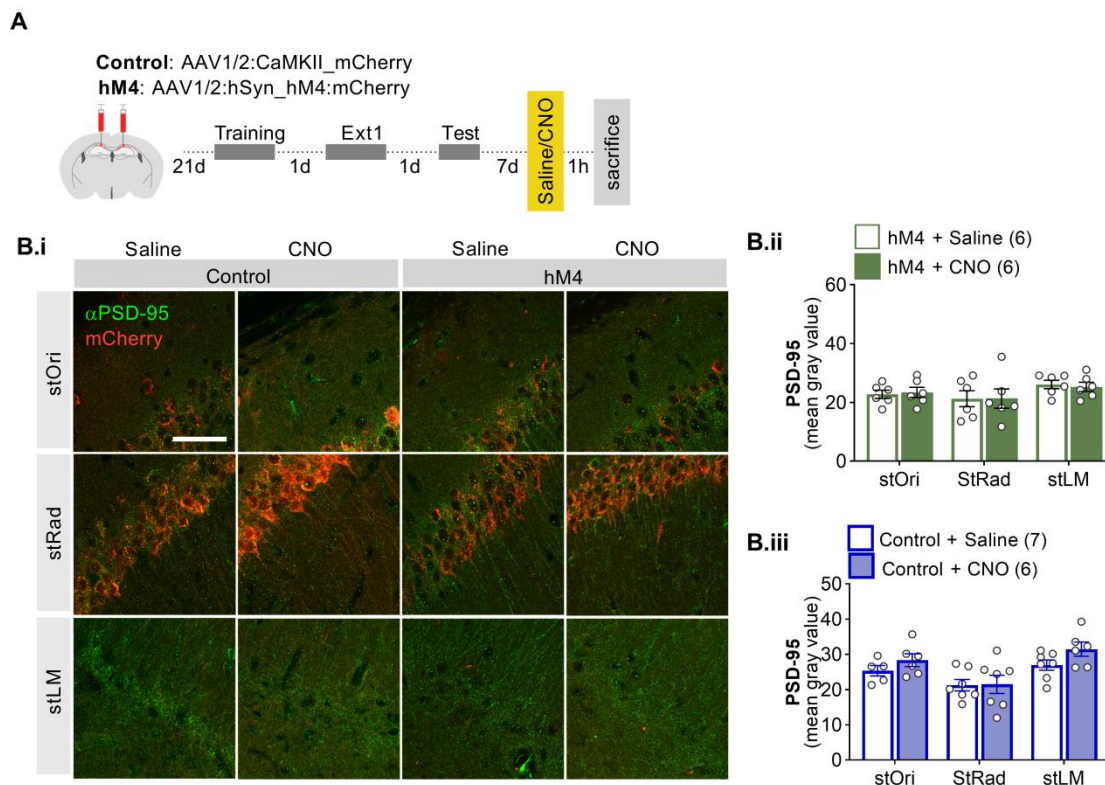 A
Control: AAV1/2:CaMKII_mCherry
hM4: AAV1/2:hSyn_hM4:mCherry
Training Ext1 Test
21d 1d 1d 7d 1h
Saline/CNO
sacrifice
B.i
Saline CNO Saline CNO
Control hM4
αPSD-95
mCherry
stOri
stRad
stLM
B.ii
hM4 + Saline (6)
hM4 + CNO (6)
PSD-95
(mean gray value)
60
40
20
0
stOri StRad stLM
B.iii
Control + Saline (7)
Control + CNO (6)
PSD-95
(mean gray value)
50
40
30
20
10
0
stOri StRad stLM